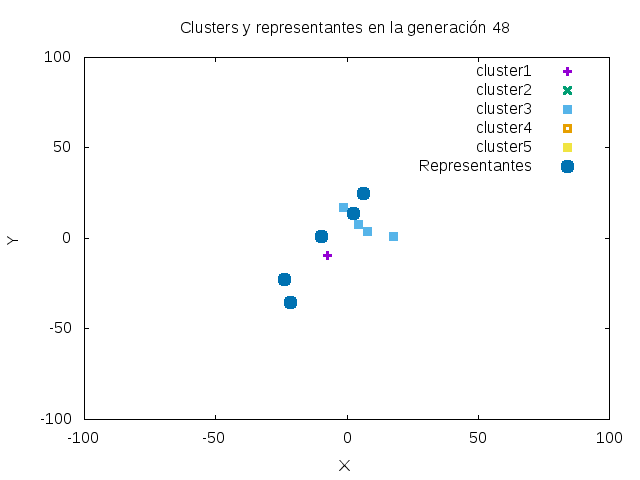 Clusters y representantes en la generación 48
100
cluster1
cluster2
cluster3
cluster4
cluster5
50
Representantes
Y
0
-50
-100
-100
-50
0
50
100
X